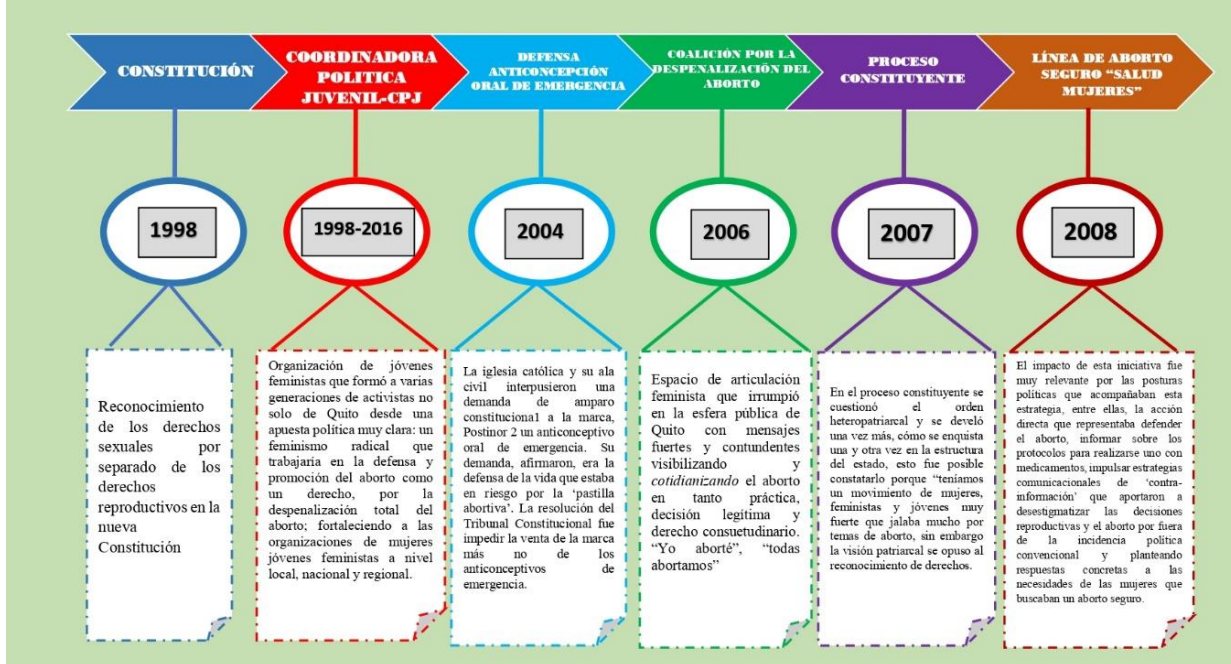 CONSTITUCIÓN
COORDINADORA
POLITICA
JUVENIL-CPJ
DEFENSA
ANTICONCEPCIÓN
ORAL DE EMERGENCIA
COALICIÓN POR LA
DESPENALIZACIÓN DEL
ABORTO
PROCESO
CONSTITUYENTE
LÍNEA DE ABORTO
SEGURO “SALUD
MUJERES”
1998
1998-2016
2004
2006
2007
2008
Reconocimiento
de los derechos
sexuales por
separado de los
derechos
reproductivos en la
nueva
Constitución
Organización de jóvenes
feministas que formó a varias
generaciones de activistas no
solo de Quito desde una
apuesta política muy clara: un
feminismo radical que
trabajaría en la defensa y
promoción del aborto como
un derecho, por la
despenalización total del
aborto; fortaleciendo a las
organizaciones de mujeres
jóvenes feministas a nivel
local, nacional y regional.
La iglesia católica y su ala
civil interpusieron una
demanda de amparo
constitucional a la marca,
Postinor 2 un anticonceptivo
oral de emergencia. Su
demanda, afirmaron, era la
defensa de la vida que estaba
en riesgo por la ‘pastilla
abortiva’. La resolución del
Tribunal Constitucional fue
impedir la venta de la marca
más no de los
anticonceptivos de
emergencia.
Espacio de articulación
feminista que irrumpió
en la esfera pública de
Quito con mensajes
fuertes y contundentes
visibilizando y
cotidianizando el aborto
en tanto práctica,
decisión legítima y
derecho consuetudinario.
“Yo aborté”, “todas
abortamos”
En el proceso constituyente se
cuestionó el orden
heteropatriarcal y se develó
una vez más, cómo se enquista
una y otra vez en la estructura
del estado, esto fue posible
constatarlo porque “teníamos
un movimiento de mujeres,
feministas y jóvenes muy
fuerte que jalaba mucho por
temas de aborto, sin embargo
la visión patriarcal se opuso al
reconocimiento de derechos.
El impacto de esta iniciativa fue
muy relevante por las posturas
políticas que acompañaban esta
estrategia, entre ellas, la acción
directa que representaba defender
el aborto, informar sobre los
protocolos para realizarse uno con
medicamentos, impulsar estrategias
comunicacionales de ‘contra-
información’ que aportaron a
desestigmatizar las decisiones
reproductivas y el aborto por fuera
de la incidencia política
convencional y planteando
respuestas concretas a las
necesidades de las mujeres que
buscaban un aborto seguro.